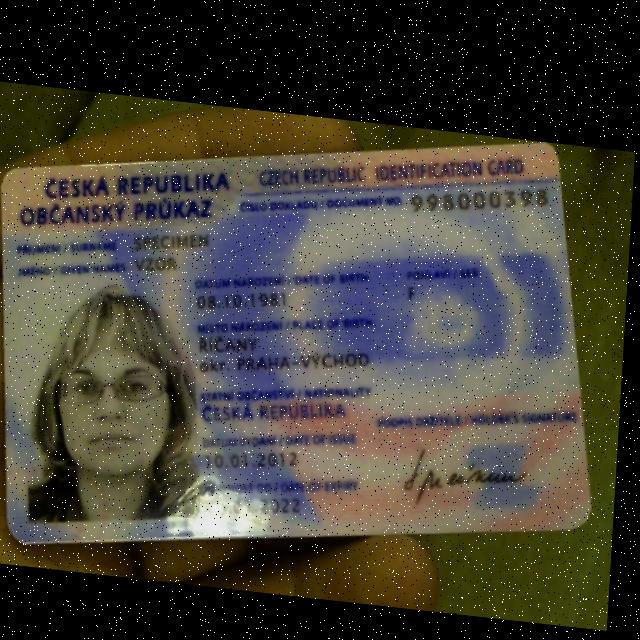 ČESKÁ REPUBLIKA
CZECH REPUBLIC IDENTIFICATION CARD
OBČANSKÝ PRŮKAZ
ČÍSLO DOKLADU / DOCUMENT NO. 998000398
PŘÍJMENÍ / SURNAME SPECIMEN
JMÉNO / GIVEN NAMES VZOR
DATUM NAROZENÍ / DATE OF BIRTH
POHLAVÍ / SEX
08.10.1981
F
MÍSTO NAROZENÍ / PLACE OF BIRTH
ŘÍČANY
okr. PRAHA-VÝCHOD
STÁTNÍ OBČANSTVÍ / NATIONALITY
ČESKÁ REPUBLIKA
PODPIS DRŽITELE / HOLDER'S SIGNATURE
DATUM VYDÁNÍ / DATE OF ISSUE
10.01.2012
Specimen
PLATNOST DO / DATE OF EXPIRY
2022